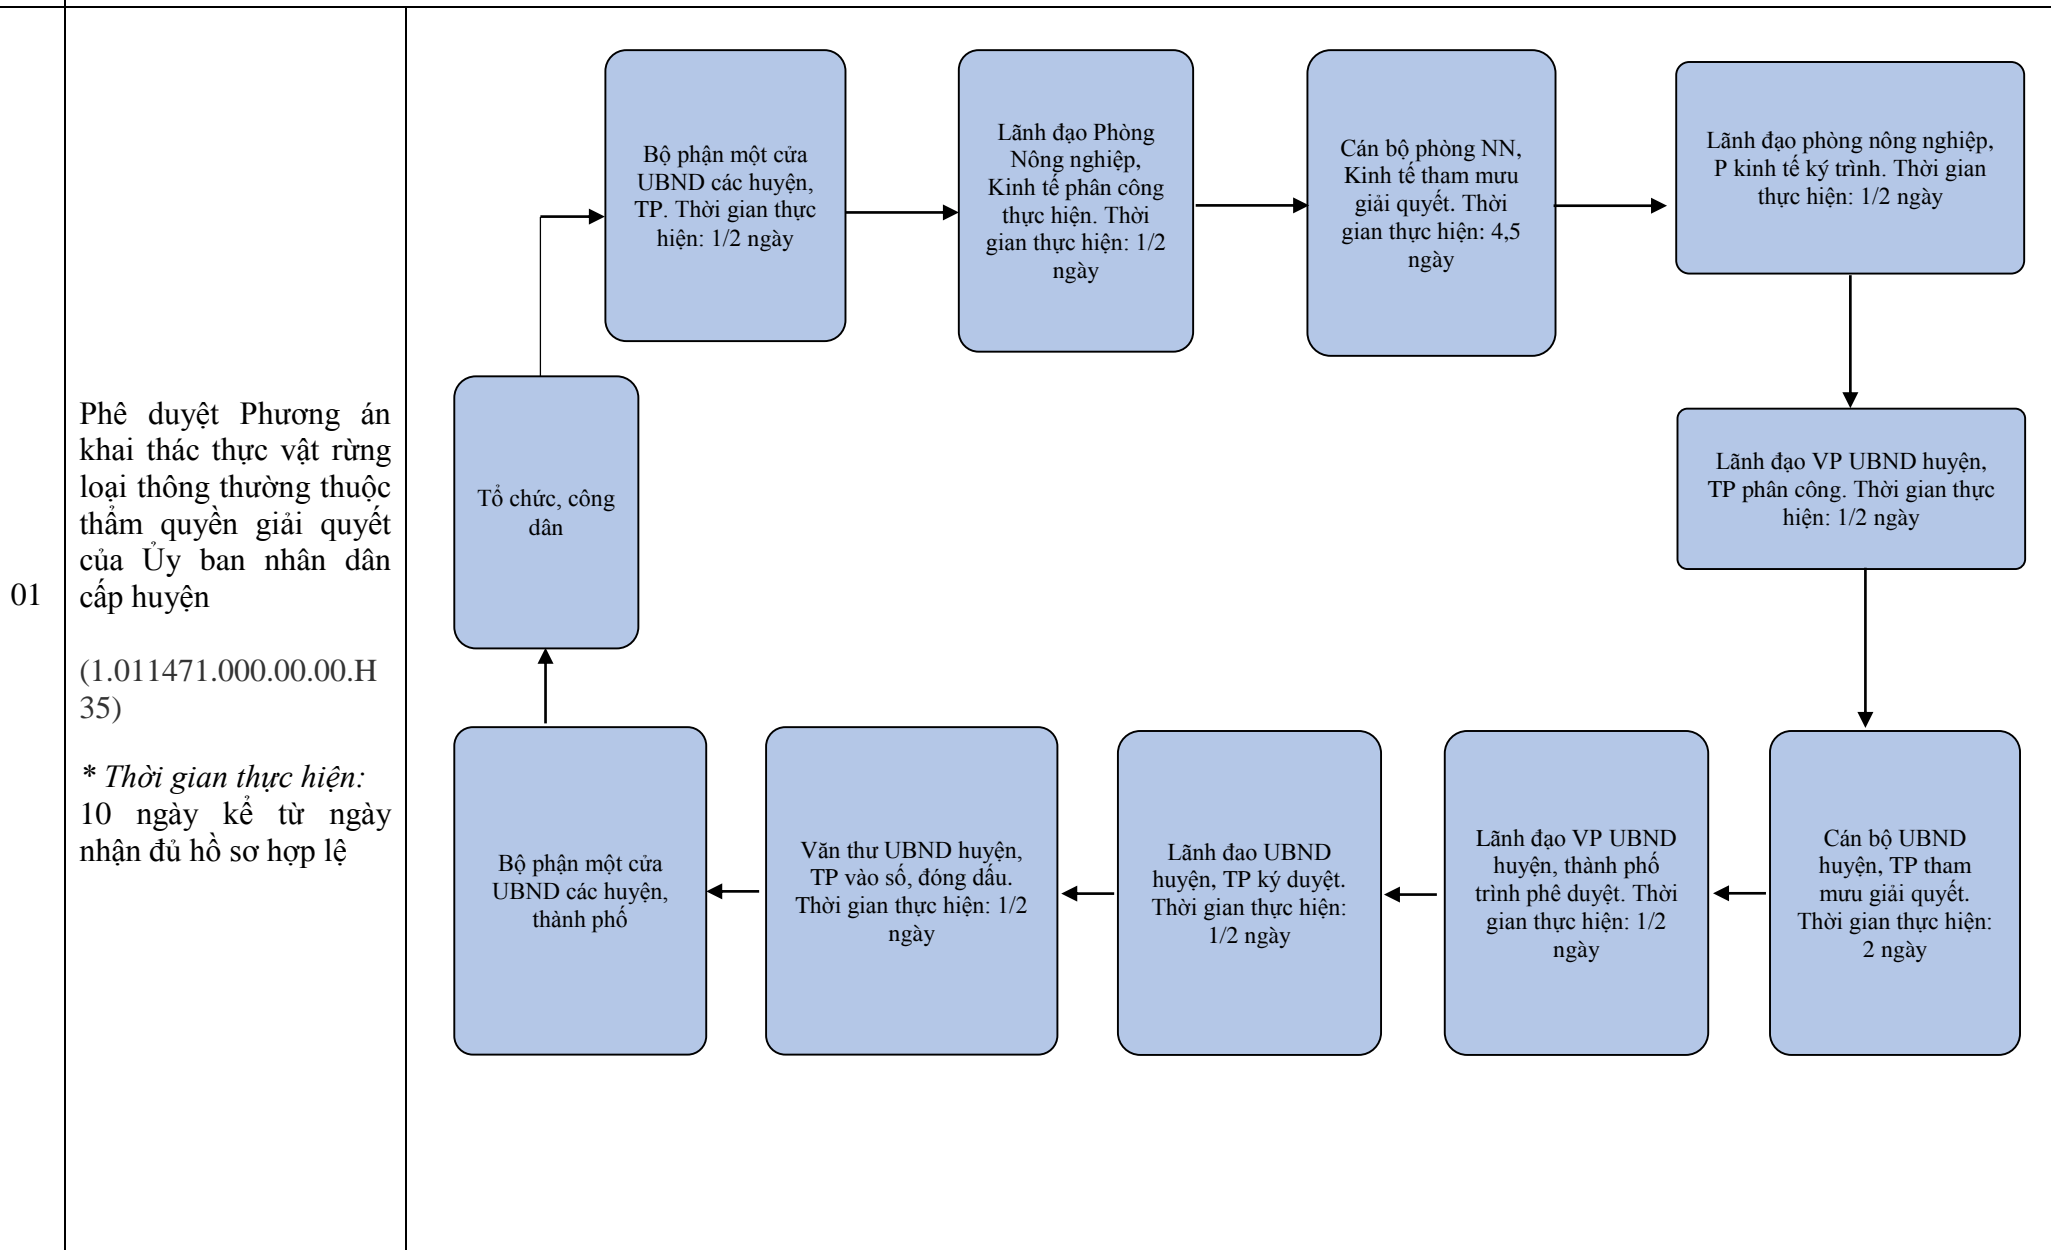 01
Phê duyệt Phương án
khai thác thực vật rừng
loại thông thường thuộc
thẩm quyền giải quyết
của Ủy ban nhân dân
cấp huyện
(1.011471.000.00.00.H
35)
* Thời gian thực hiện:
10 ngày kể từ ngày
nhận đủ hồ sơ hợp lệ
Tổ chức, công
dân
Bộ phận một cửa
UBND các huyện,
TP. Thời gian thực
hiện: 1/2 ngày
Lãnh đạo Phòng
Nông nghiệp,
Kinh tế phân công
thực hiện. Thời
gian thực hiện: 1/2
ngày
Cán bộ phòng NN,
Kinh tế tham mưu
giải quyết. Thời
gian thực hiện: 4,5
ngày
Lãnh đạo phòng nông nghiệp,
P kinh tế ký trình. Thời gian
thực hiện: 1/2 ngày
Lãnh đạo VP UBND huyện,
TP phân công. Thời gian thực
hiện: 1/2 ngày
Cán bộ UBND
huyện, TP tham
mưu giải quyết.
Thời gian thực hiện:
2 ngày
Lãnh đạo VP UBND
huyện, thành phố
trình phê duyệt. Thời
gian thực hiện: 1/2
ngày
Lãnh đao UBND
huyện, TP ký duyệt.
Thời gian thực hiện:
1/2 ngày
Văn thư UBND huyện,
TP vào số, đóng dấu.
Thời gian thực hiện: 1/2
ngày
Bộ phận một cửa
UBND các huyện,
thành phố